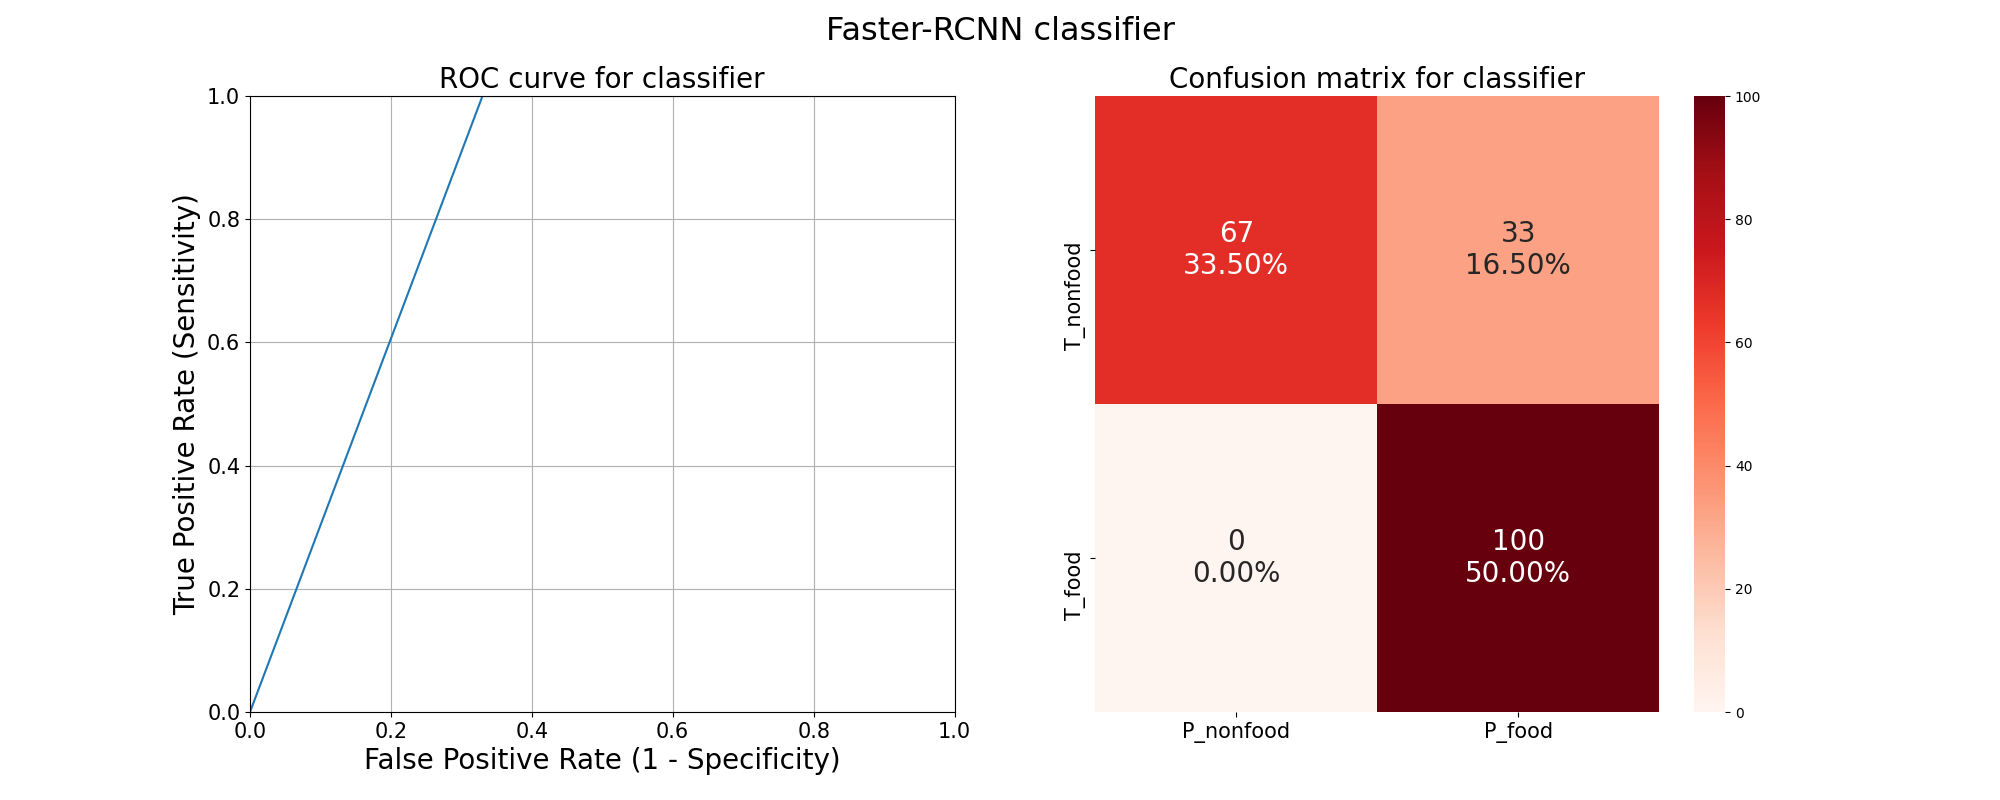 Faster-RCNN classifier
ROC curve for classifier
True Positive Rate (Sensitivity)
1.0
0.8
0.6
0.4
0.2
0.0
0.0 0.2 0.4 0.6 0.8 1.0
False Positive Rate (1 - Specificity)
Confusion matrix for classifier
T_nonfood
67
33.50%
33
16.50%
T_food
0
0.00%
100
50.00%
P_nonfood P_food
100
80
60
40
20
0